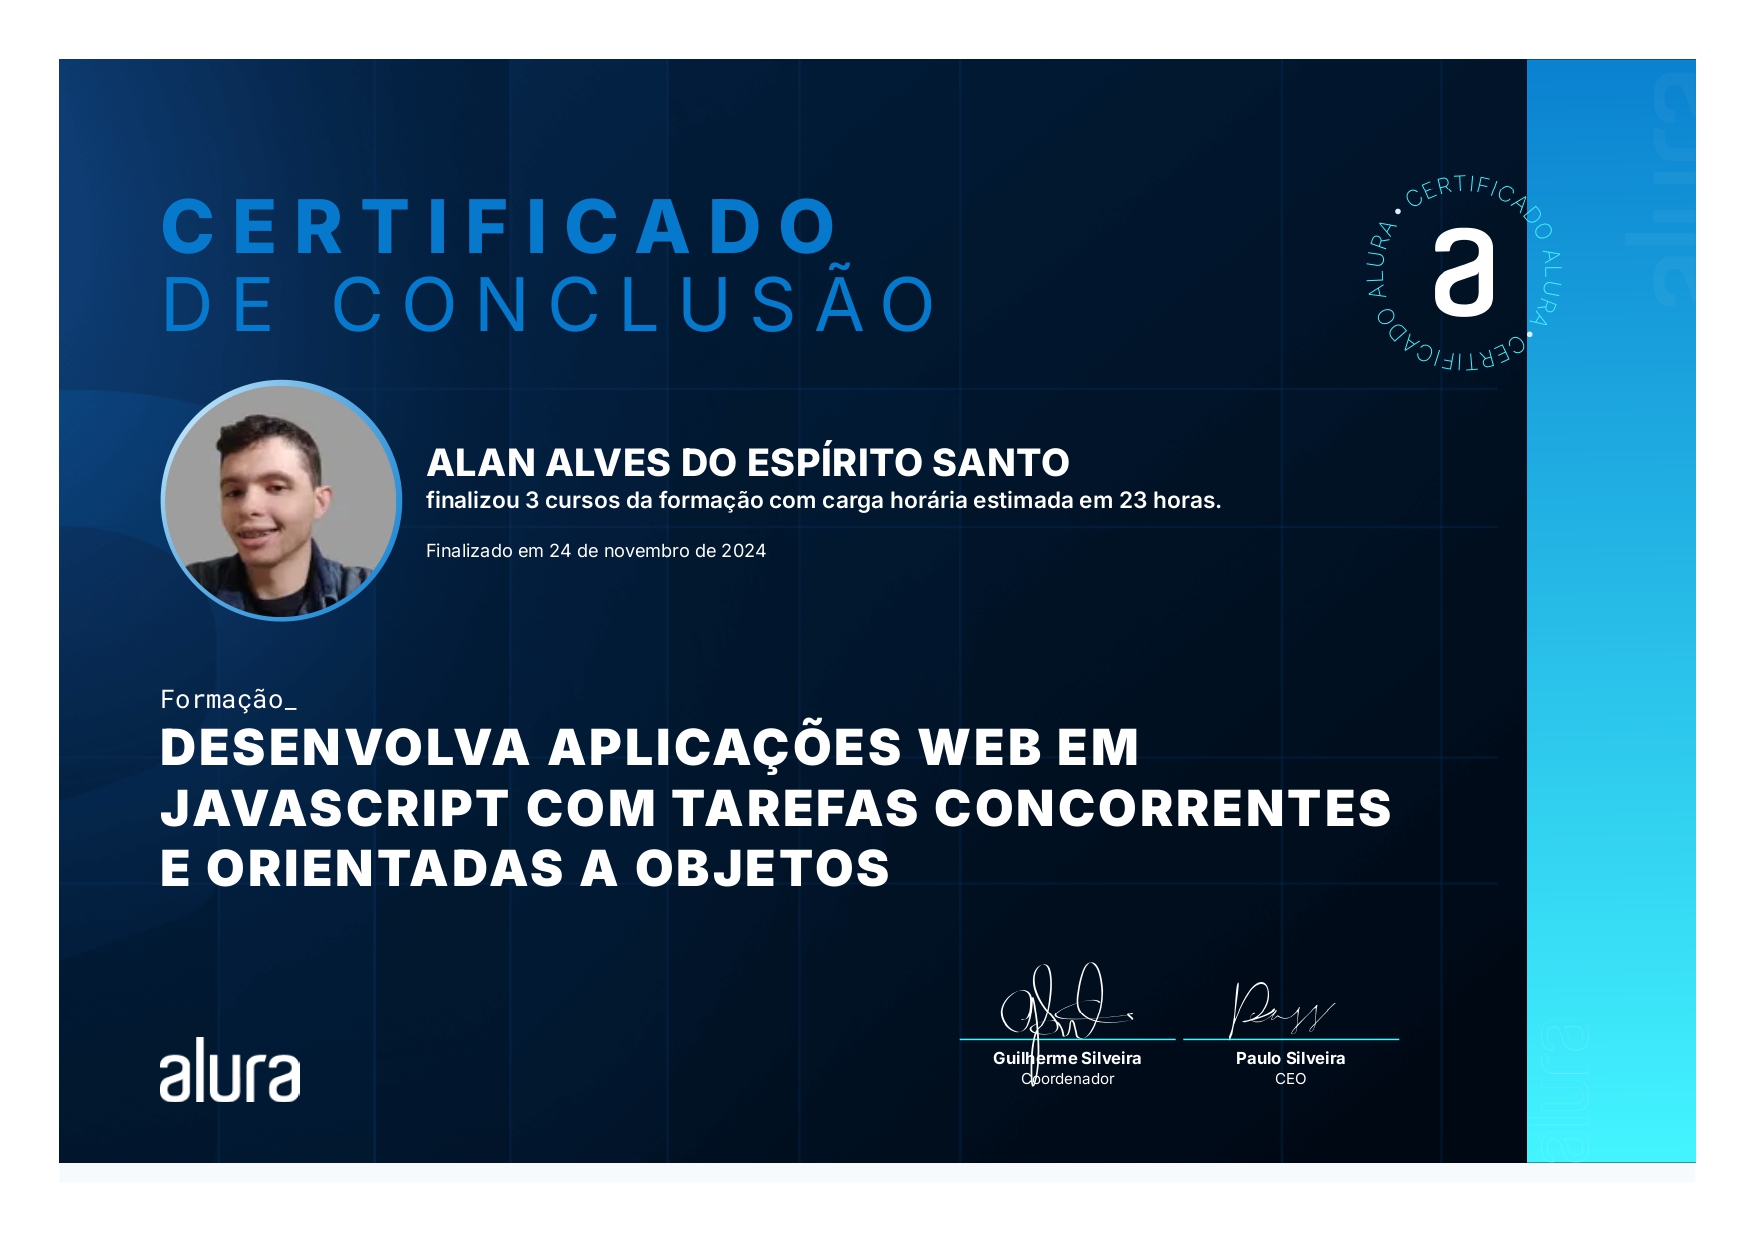 CERTIFICADO
DE CONCLUSÃO
CERTIFICADO ALURA • CERTIFICADO ALURA •
a
alura
ALAN ALVES DO ESPÍRITO SANTO
finalizou 3 cursos da formação com carga horária estimada em 23 horas.
Finalizado em 24 de novembro de 2024
Formação_
DESENVOLVA APLICAÇÕES WEB EM
JAVASCRIPT COM TAREFAS CONCORRENTES
E ORIENTADAS A OBJETOS
Guilherme Silveira
Coordenador
Paulo Silveira
CEO
alura
alura